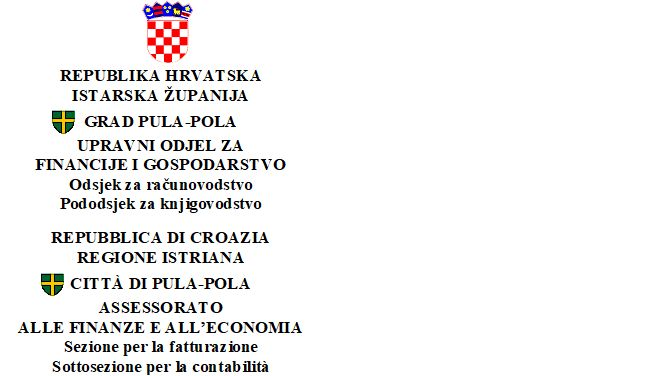 REPUBLIKA HRVATSKA
ISTARSKA ŽUPANIJA
GRAD PULA-POLA
UPRAVNI ODJEL ZA
FINANCIJE I GOSPODARSTVO
Odsjek za računovodstvo
Pododsjek za knjigovodstvo
REPUBBLICA DI CROAZIA
REGIONE ISTRIANA
CITTÀ DI PULA-POLA
ASSESSORATO
ALLE FINANZE E ALL’ECONOMIA
Sezione per la fatturazione
Sottosezione per la contabilità